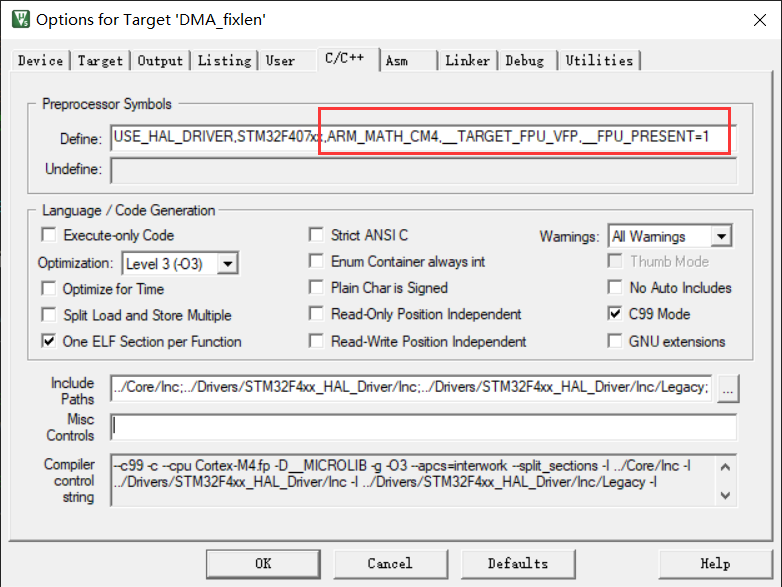 Options for Target 'DMA_fixlen'
Device Target Output Listing User C/C++ Asm Linker Debug Utilities
Preprocessor Symbols
Define: USE_HAL_DRIVER,STM32F407xx,ARM_MATH_CM4,__TARGET_FPU_VFP,__FPU_PRESENT=1
Undefine:
Language / Code Generation
Execute-only Code Strict ANSI C Warnings: All Warnings
Optimization: Level 3 (-O3) Enum Container always int Thumb Mode
Optimize for Time Plain Char is Signed No Auto Includes
Split Load and Store Multiple Read-Only Position Independent C99 Mode
One ELF Section per Function Read-Write Position Independent GNU extensions
Include Paths ../Core/Inc;../Drivers/STM32F4xx_HAL_Driver/Inc;../Drivers/STM32F4xx_HAL_Driver/Inc/Legacy; ...
Misc Controls
Compiler control string --c99 -c --cpu Cortex-M4.fp -D__MICROLIB -g -O3 --apcs=interwork --split_sections -I ../Core/Inc -I
../Drivers/STM32F4xx_HAL_Driver/Inc -I ../Drivers/STM32F4xx_HAL_Driver/Inc/Legacy -I
OK Cancel Defaults Help